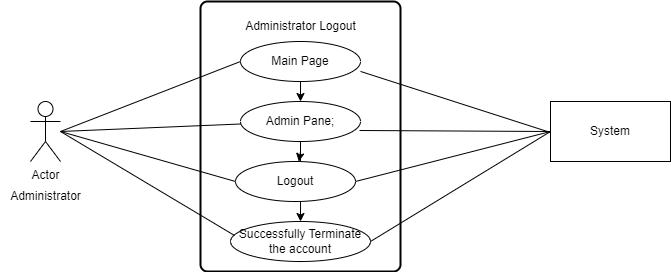 Administrator Logout
Main Page
Admin Pane;
System
Actor
Administrator
Logout
Successfully Terminate
the account